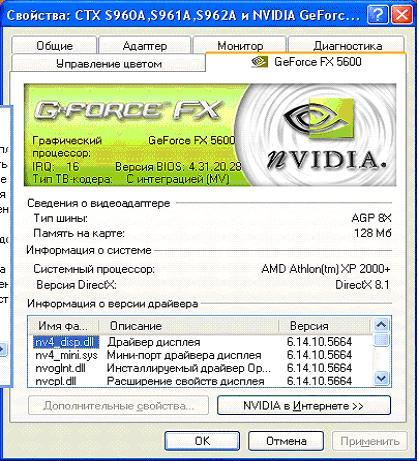 Свойства: CTX S960A,S961A,S962A и NVIDIA GeForc...
Общие Адаптер Монитор Диагностика
Управление цветом GeForce FX 5600
G-FORCE FX
Графический процессор: GeForce FX 5600
IRQ: 16 Версия BIOS: 4.31.20.28
Тип ТВ-кодера: С интеграцией (MV)
nVIDIA.
Сведения о видеоадаптере
Тип шины: AGP 8X
Память на карте: 128 Мб
Информация о системе
Системный процессор: AMD Athlon(tm) XP 2000+
Версия DirectX: DirectX 8.1
Информация о версии драйвера
Имя фа... Описание Версия
nv4_disp.dll Драйвер дисплея 6.14.10.5664
nv4_mini.sys Мини-порт драйвера дисплея 6.14.10.5664
nvoglnt.dll Инсталлируемый драйвер Op... 6.14.10.5664
nvcpl.dll Расширение свойств дисплея 6.14.10.5664
Дополнительные свойства... NVIDIA в Интернете >>
OK Отмена Применить